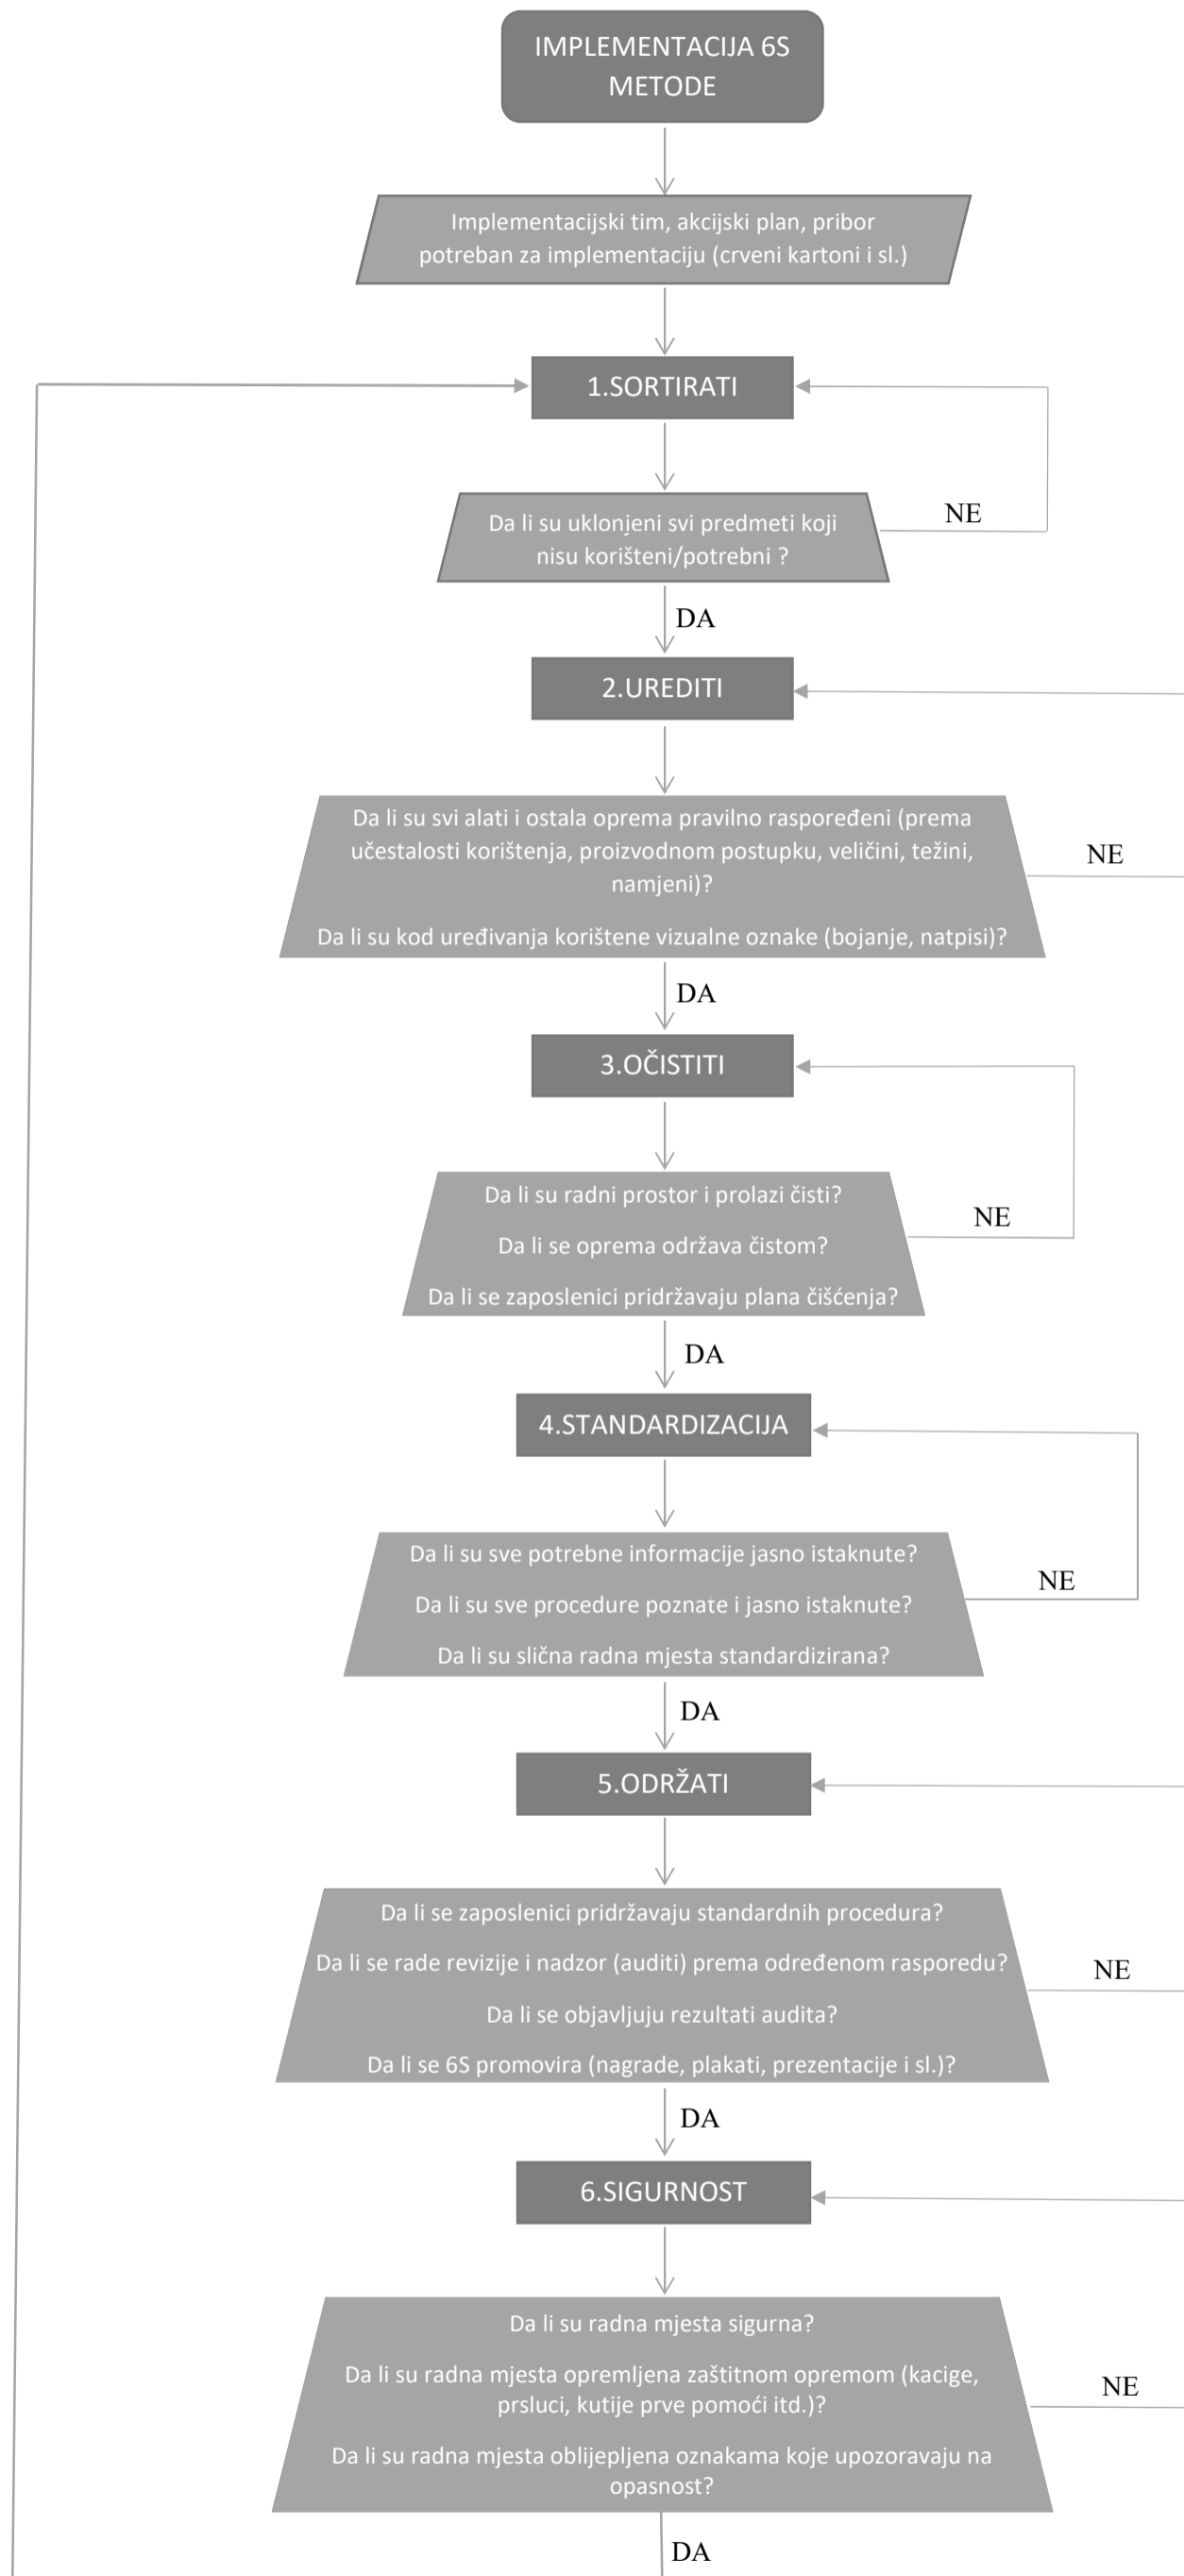 IMPLEMENTACIJA 6S
METODE
Implementacijski tim, akcijski plan, pribor
potreban za implementaciju (crveni kartoni i sl.)
1.SORTIRATI
Da li su uklonjeni svi predmeti koji
nisu korišteni/potrebni ?
NE
DA
2.UREDITI
Da li su svi alati i ostala oprema pravilno raspoređeni (prema
učestalosti korištenja, proizvodnom postupku, veličini, težini,
namjeni)?
Da li su kod uređivanja korištene vizualne oznake (bojanje, natpisi)?
NE
DA
3.OČISTITI
Da li su radni prostor i prolazi čisti?
Da li se oprema održava čistom?
Da li se zaposlenici pridržavaju plana čišćenja?
NE
DA
4.STANDARDIZACIJA
Da li su sve potrebne informacije jasno istaknute?
Da li su sve procedure poznate i jasno istaknute?
Da li su slična radna mjesta standardizirana?
NE
DA
5.ODRŽATI
Da li se zaposlenici pridržavaju standardnih procedura?
Da li se rade revizije i nadzor (auditi) prema određenom rasporedu?
Da li se objavljuju rezultati audita?
Da li se 6S promovira (nagrade, plakati, prezentacije i sl.)?
NE
DA
6.SIGURNOST
Da li su radna mjesta sigurna?
Da li su radna mjesta opremljena zaštitnom opremom (kacige,
prsluci, kutije prve pomoći itd.)?
Da li su radna mjesta oblijepljena oznakama koje upozoravaju na
opasnost?
NE
DA